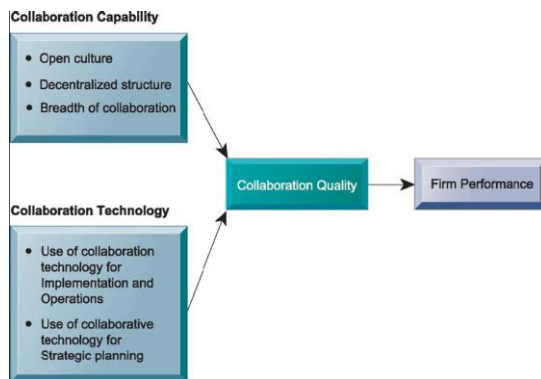 Collaboration Capability
• Open culture
• Decentralized structure
• Breadth of collaboration
Collaboration Quality
Firm Performance
Collaboration Technology
• Use of collaboration
technology for
Implementation and
Operations
• Use of collaborative
technology for
Strategic planning